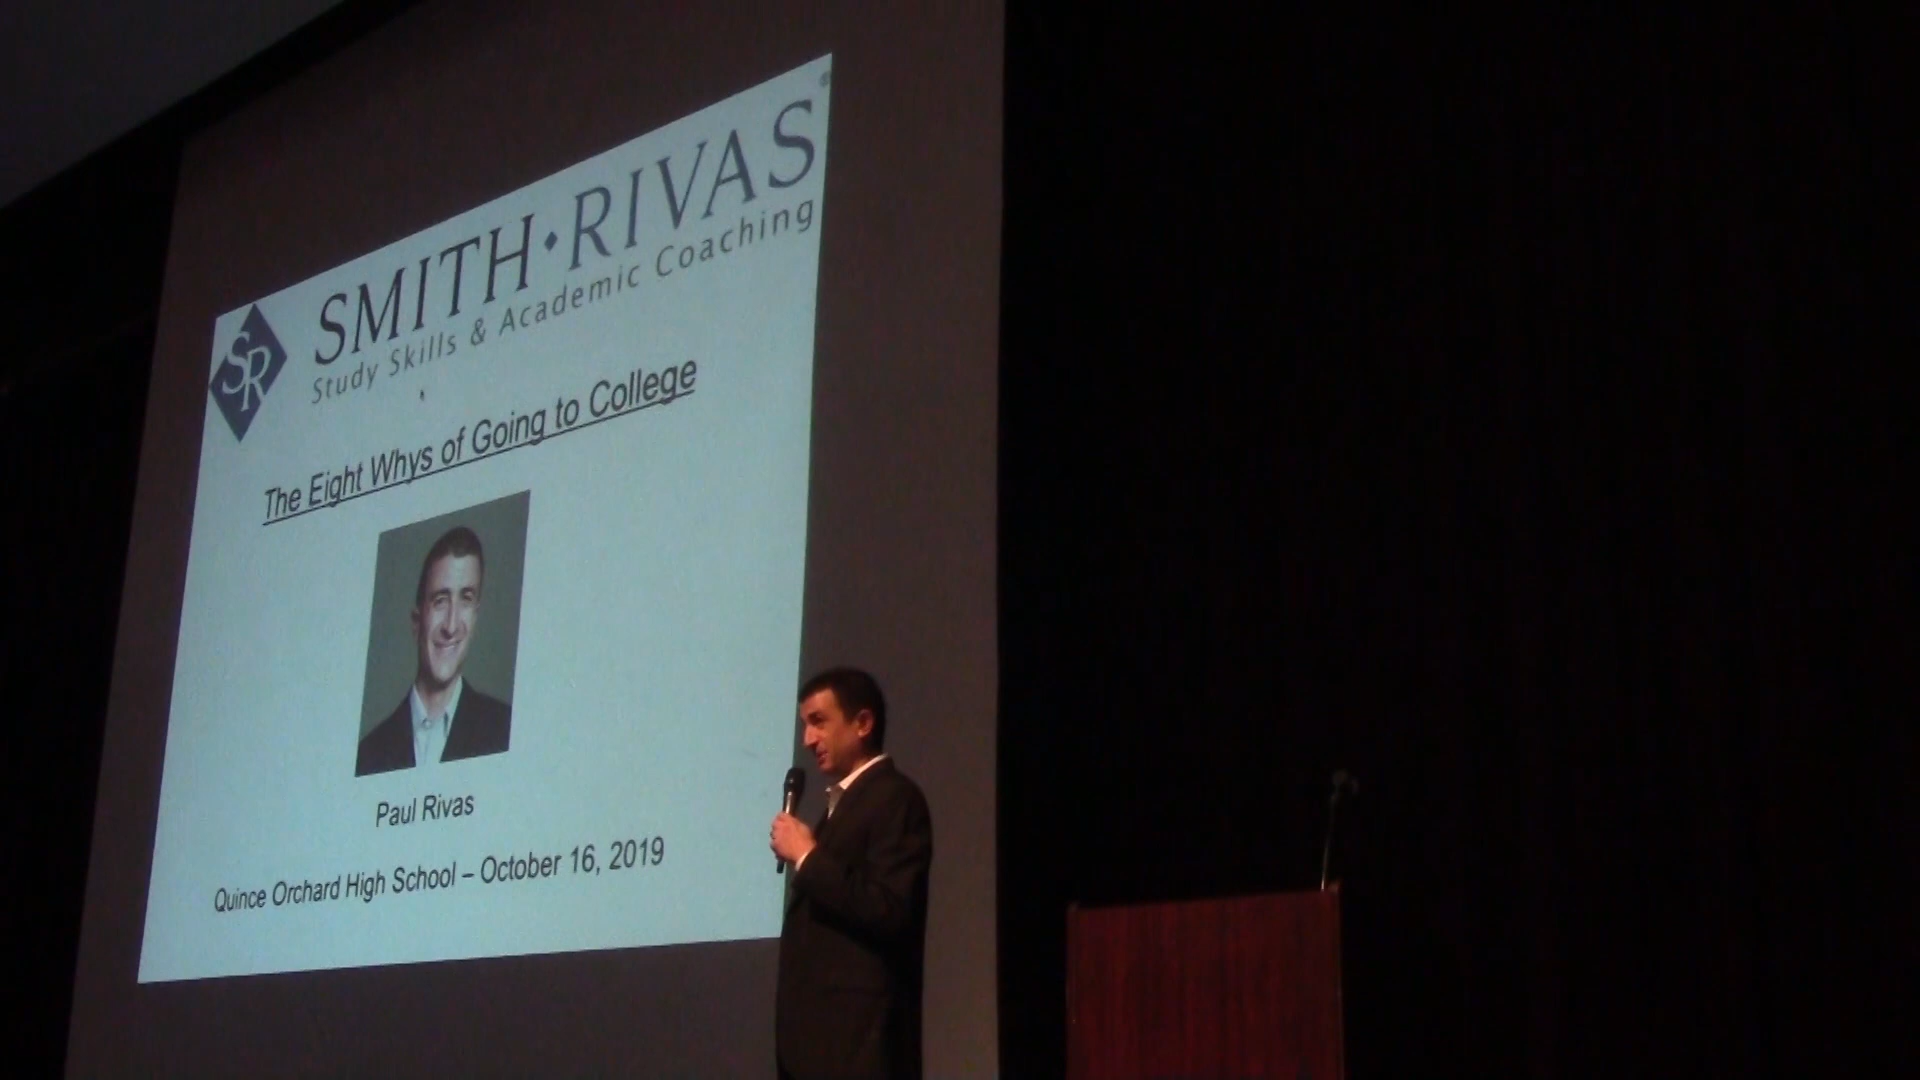 SMITH·RIVAS®
Study Skills & Academic Coaching
SR
The Eight Whys of Going to College
Paul Rivas
Quince Orchard High School – October 16, 2019